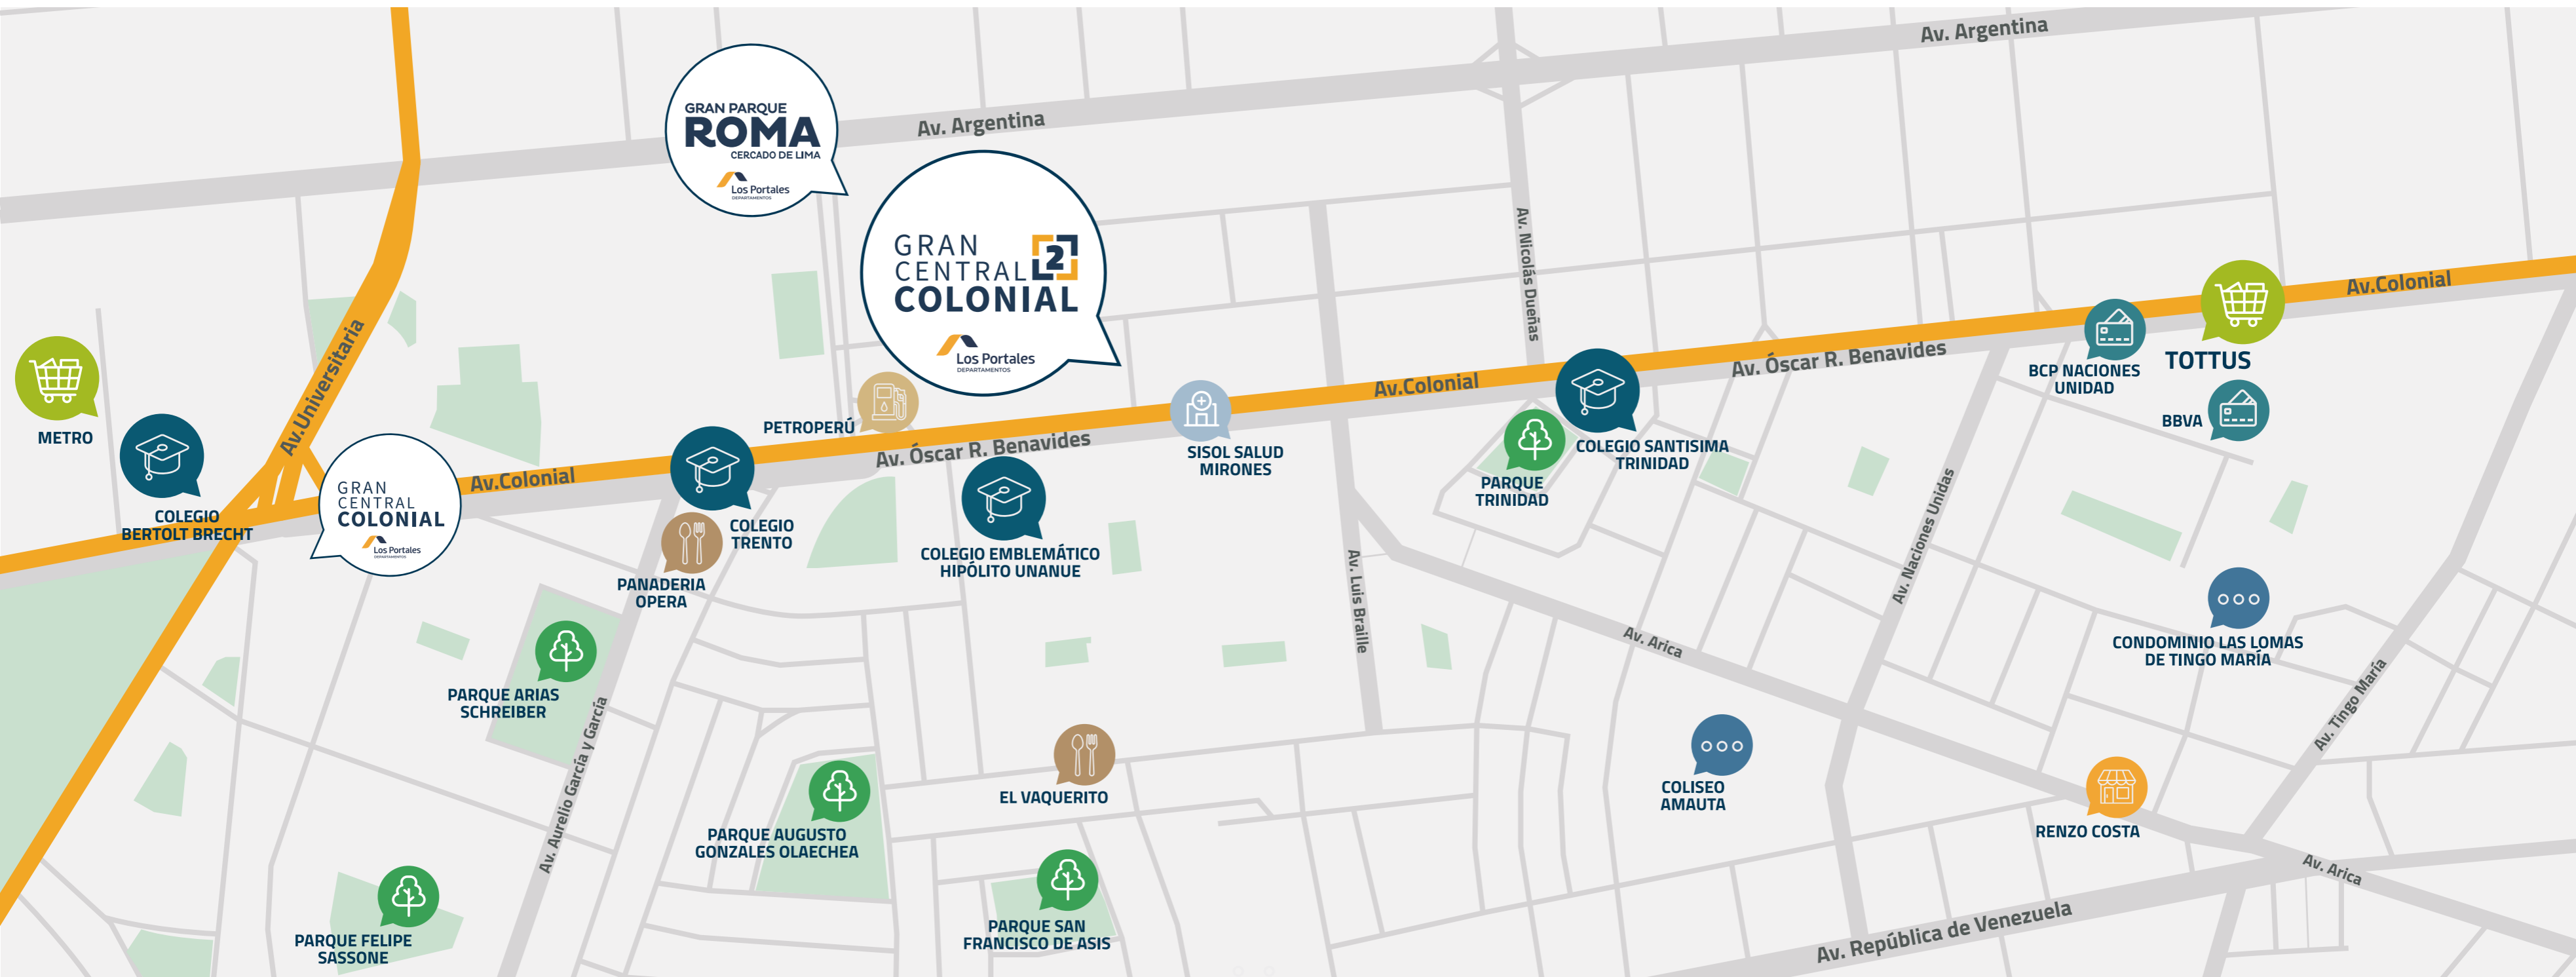 Av. Argentina
GRAN PARQUE
ROMA
CERCADO DE LIMA
Los Portales
DEPARTAMENTOS
Av. Argentina
GRAN
CENTRAL 2
COLONIAL
Los Portales
DEPARTAMENTOS
Av. Nicolás Dueñas
Av.Colonial
TOTTUS
BCP NACIONES
UNIDAD
BBVA
Av. Óscar R. Benavides
Av.Colonial
Av.Universitaria
METRO
COLEGIO
BERTOLT BRECHT
GRAN
CENTRAL
COLONIAL
Los Portales
DEPARTAMENTOS
Av.Colonial
PETROPERÚ
Av. Óscar R. Benavides
COLEGIO
TRENTO
PANADERIA
OPERA
COLEGIO EMBLEMÁTICO
HIPÓLITO UNANUE
SISOL SALUD
MIRONES
PARQUE
TRINIDAD
COLEGIO SANTISIMA
TRINIDAD
Av. Luis Braille
Av. Naciones Unidas
Av. Arica
CONDOMINIO LAS LOMAS
DE TINGO MARÍA
Av. Tingo María
PARQUE ARIAS
SCHREIBER
Av. Aurelio García y García
EL VAQUERITO
COLISEO
AMAUTA
PARQUE AUGUSTO
GONZALES OLAECHEA
RENZO COSTA
Av. Arica
PARQUE FELIPE
SASSONE
PARQUE SAN
FRANCISCO DE ASIS
Av. República de Venezuela